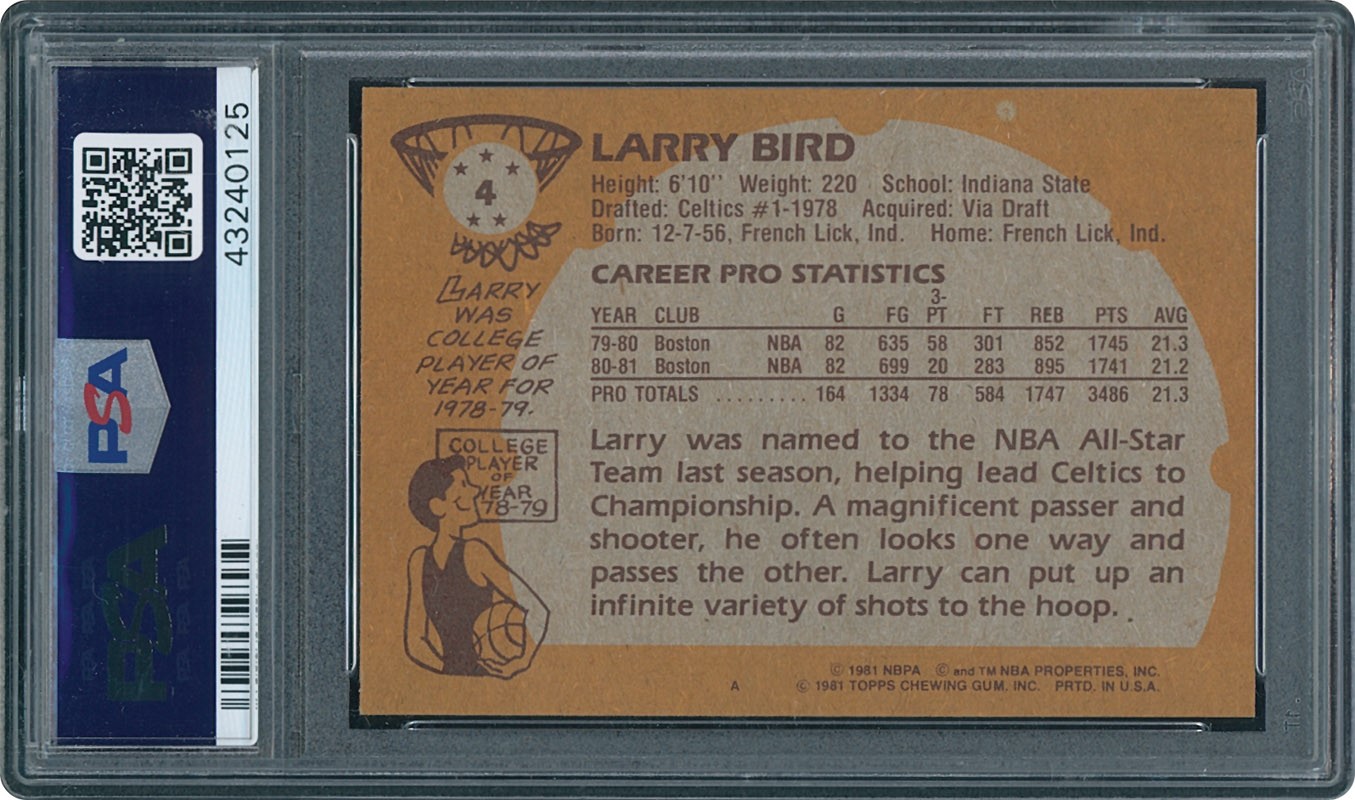 43240125
PSA
PSA
4
LARRY BIRD
Height: 6'10'' Weight: 220 School: Indiana State
Drafted: Celtics #1-1978 Acquired: Via Draft
Born: 12-7-56, French Lick, Ind. Home: French Lick, Ind.
LARRY
WAS
COLLEGE
PLAYER OF
YEAR FOR
1978-79.
COLLEGE
PLAYER
OF
YEAR
78-79
CAREER PRO STATISTICS
YEAR CLUB G FG 3-PT FT REB PTS AVG
79-80 Boston NBA 82 635 58 301 852 1745 21.3
80-81 Boston NBA 82 699 20 283 895 1741 21.2
PRO TOTALS ......... 164 1334 78 584 1747 3486 21.3
Larry was named to the NBA All-Star
Team last season, helping lead Celtics to
Championship. A magnificent passer and
shooter, he often looks one way and
passes the other. Larry can put up an
infinite variety of shots to the hoop.
© 1981 NBPA © and TM NBA PROPERTIES, INC.
A © 1981 TOPPS CHEWING GUM, INC. PRTD. IN U.S.A.